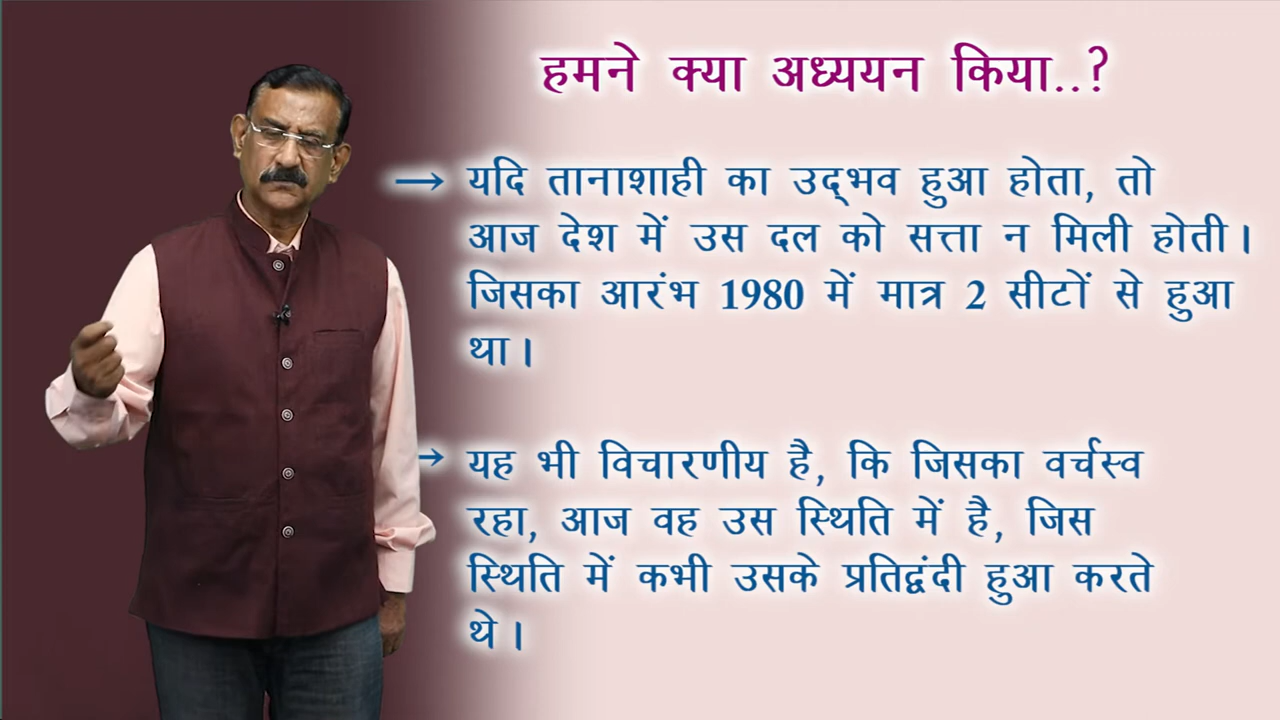 हमने क्या अध्ययन किया..?
→ यदि तानाशाही का उद्‌भव हुआ होता, तो
आज देश में उस दल को सत्ता न मिली होती।
जिसका आरंभ 1980 में मात्र 2 सीटों से हुआ
था।
→ यह भी विचारणीय है, कि जिसका वर्चस्व
रहा, आज वह उस स्थिति में है, जिस
स्थिति में कभी उसके प्रतिद्वंदी हुआ करते
थे।